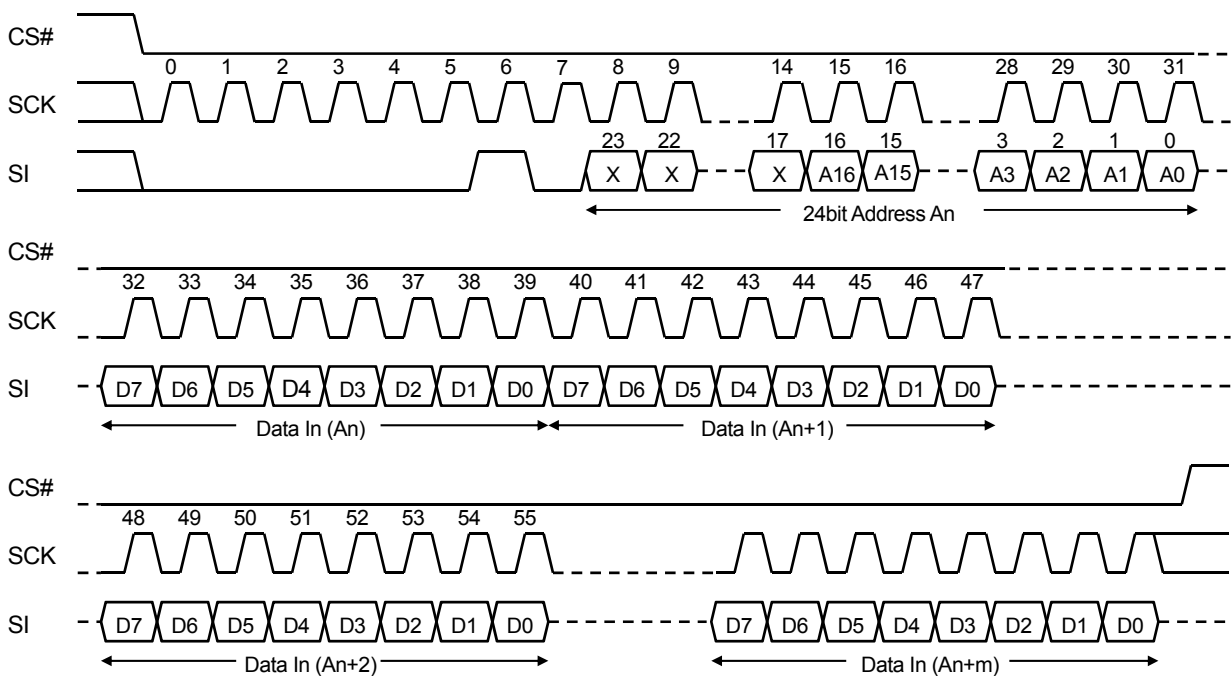 CS#
0 1 2 3 4 5 6 7 8 9 14 15 16 28 29 30 31
SCK
23 22 17 16 15 3 2 1 0
SI X X X A16 A15 A3 A2 A1 A0
24bit Address An
CS#
32 33 34 35 36 37 38 39 40 41 42 43 44 45 46 47
SCK
SI D7 D6 D5 D4 D3 D2 D1 D0 D7 D6 D5 D4 D3 D2 D1 D0
Data In (An) Data In (An+1)
CS#
48 49 50 51 52 53 54 55
SCK
SI D7 D6 D5 D4 D3 D2 D1 D0 D7 D6 D5 D4 D3 D2 D1 D0
Data In (An+2) Data In (An+m)